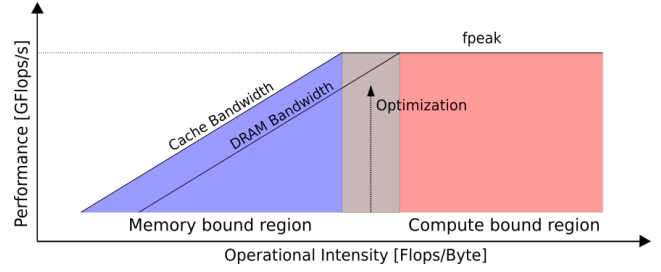 fpeak
Cache Bandwidth
DRAM Bandwidth
Optimization
Performance [GFlops/s]
Memory bound region
Compute bound region
Operational Intensity [Flops/Byte]